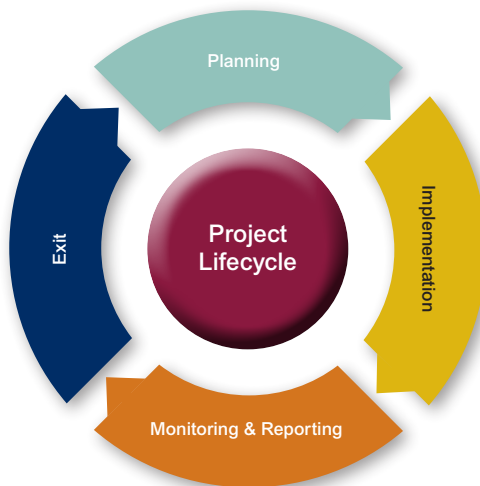 Planning
Implementation
Project
Lifecycle
Exit
Monitoring & Reporting